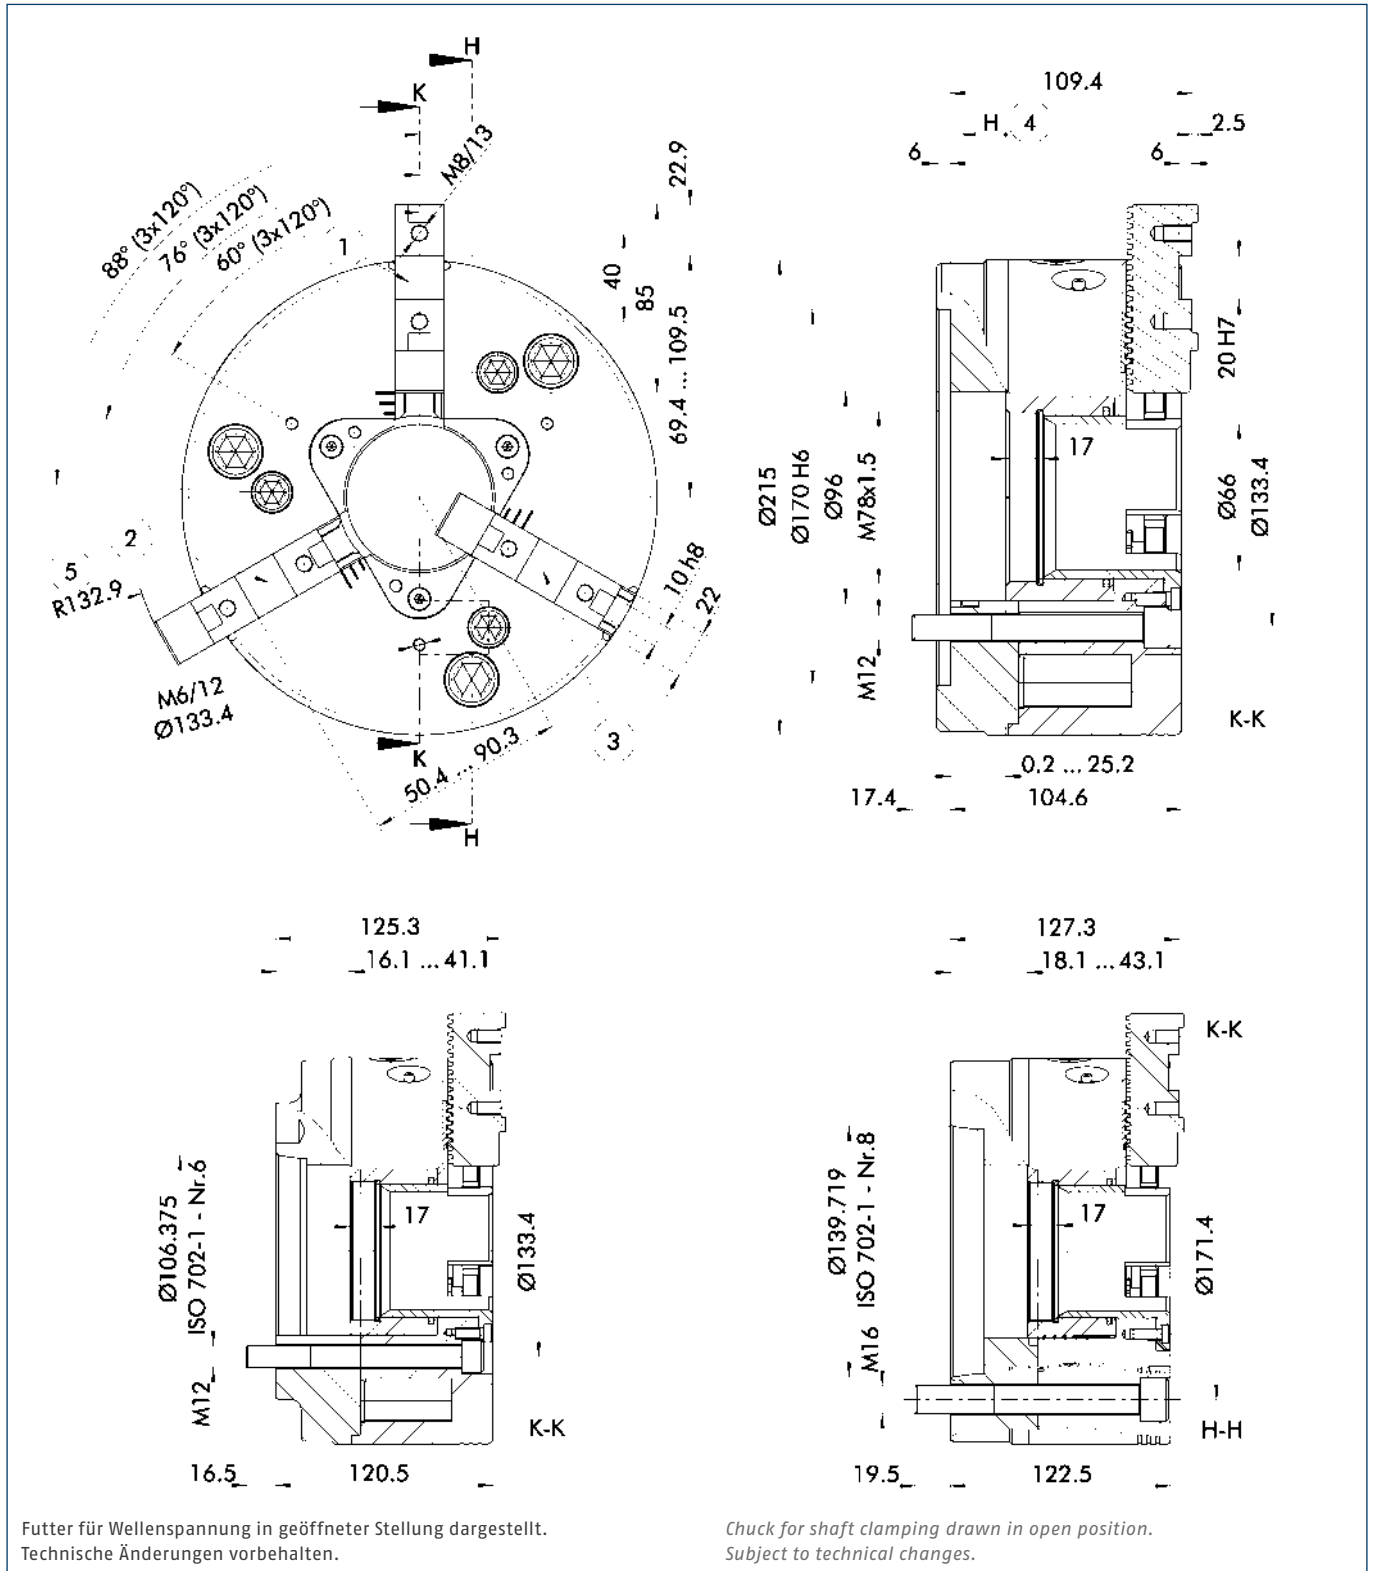 H
K
M8/13
88° (3x120°)
76° (3x120°)
60° (3x120°)
1
22.9
40
85
69.4 ... 109.5
2
5
R132.9
10 h8
22
M6/12
Ø133.4
K
50.4 ... 90.3
3
H
109.4
H
4
2.5
6
6
20 H7
17
Ø215
Ø170 H6
Ø96
M78x1.5
Ø66
Ø133.4
M12
K-K
0.2 ... 25.2
17.4
104.6
125.3
16.1 ... 41.1
17
Ø106.375
ISO 702-1 - Nr.6
Ø133.4
M12
K-K
16.5
120.5
127.3
18.1 ... 43.1
K-K
17
Ø139.719
ISO 702-1 - Nr.8
M16
Ø171.4
H-H
19.5
122.5
Futter für Wellenspannung in geöffneter Stellung dargestellt.
Technische Änderungen vorbehalten.
Chuck for shaft clamping drawn in open position.
Subject to technical changes.